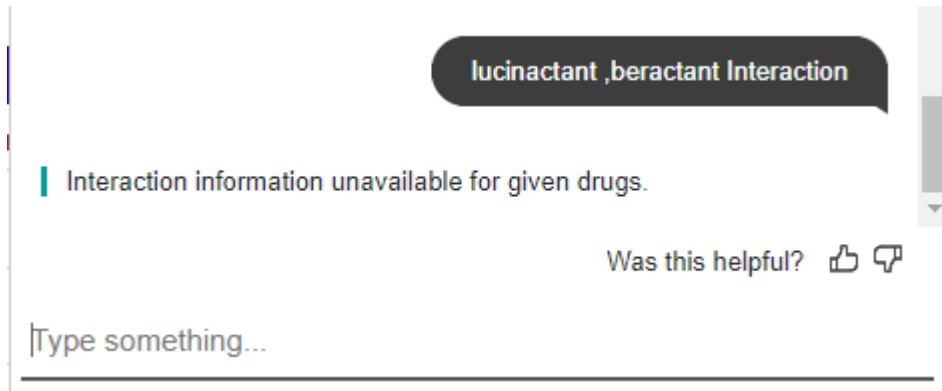 lucinactant ,beractant Interaction
Interaction information unavailable for given drugs.
Was this helpful?
Type something...